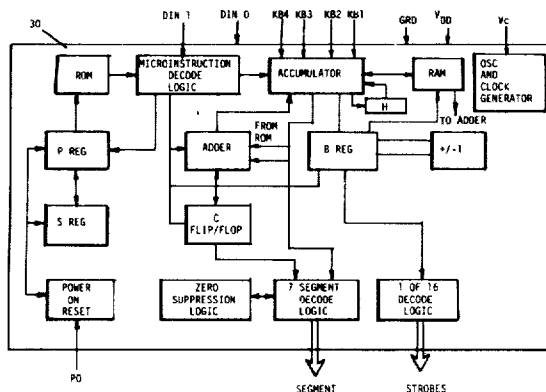 30
DIN 1
DIN 0
KB4
KB3
KB2
KB1
GRD
VDD
Vc
ROM
MICROINSTRUCTION
DECODE
LOGIC
ACCUMULATOR
RAM
OSC
AND
CLOCK
GENERATOR
H
TO ADDER
FROM
ROM
P REG
ADDER
B REG
+/-1
S REG
C
FLIP/FLOP
POWER
ON
RESET
ZERO
SUPPRESSION
LOGIC
7 SEGMENT
DECODE
LOGIC
1 OF 16
DECODE
LOGIC
PO
SEGMENT
STROBES